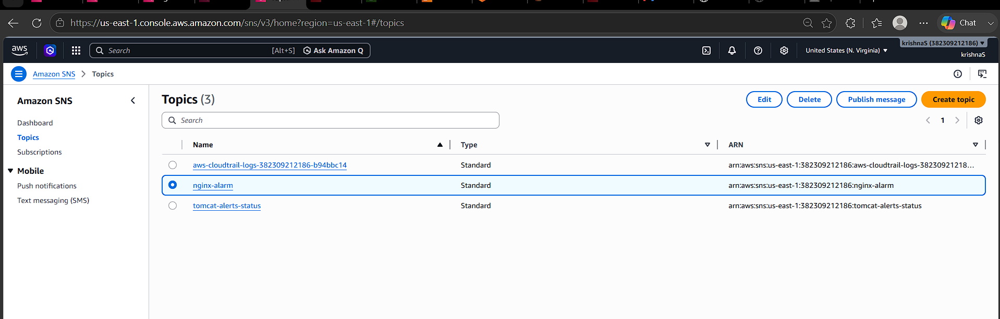 https://us-east-1.console.aws.amazon.com/sns/v3/home?region=us-east-1#/topics
Chat
aws
Search
[Alt+S]
Ask Amazon Q
United States (N. Virginia)
krishnaS (382309212186)
krishnaS
Amazon SNS
Topics
Amazon SNS
Dashboard
Topics
Subscriptions
Mobile
Push notifications
Text messaging (SMS)
Topics (3)
Edit
Delete
Publish message
Create topic
Search
1
Name Type ARN
aws-cloudtrail-logs-382309212186-b94bbc14 Standard arn:aws:sns:us-east-1:382309212186:aws-cloudtrail-logs-38230921218...
nginx-alarm Standard arn:aws:sns:us-east-1:382309212186:nginx-alarm
tomcat-alerts-status Standard arn:aws:sns:us-east-1:382309212186:tomcat-alerts-status